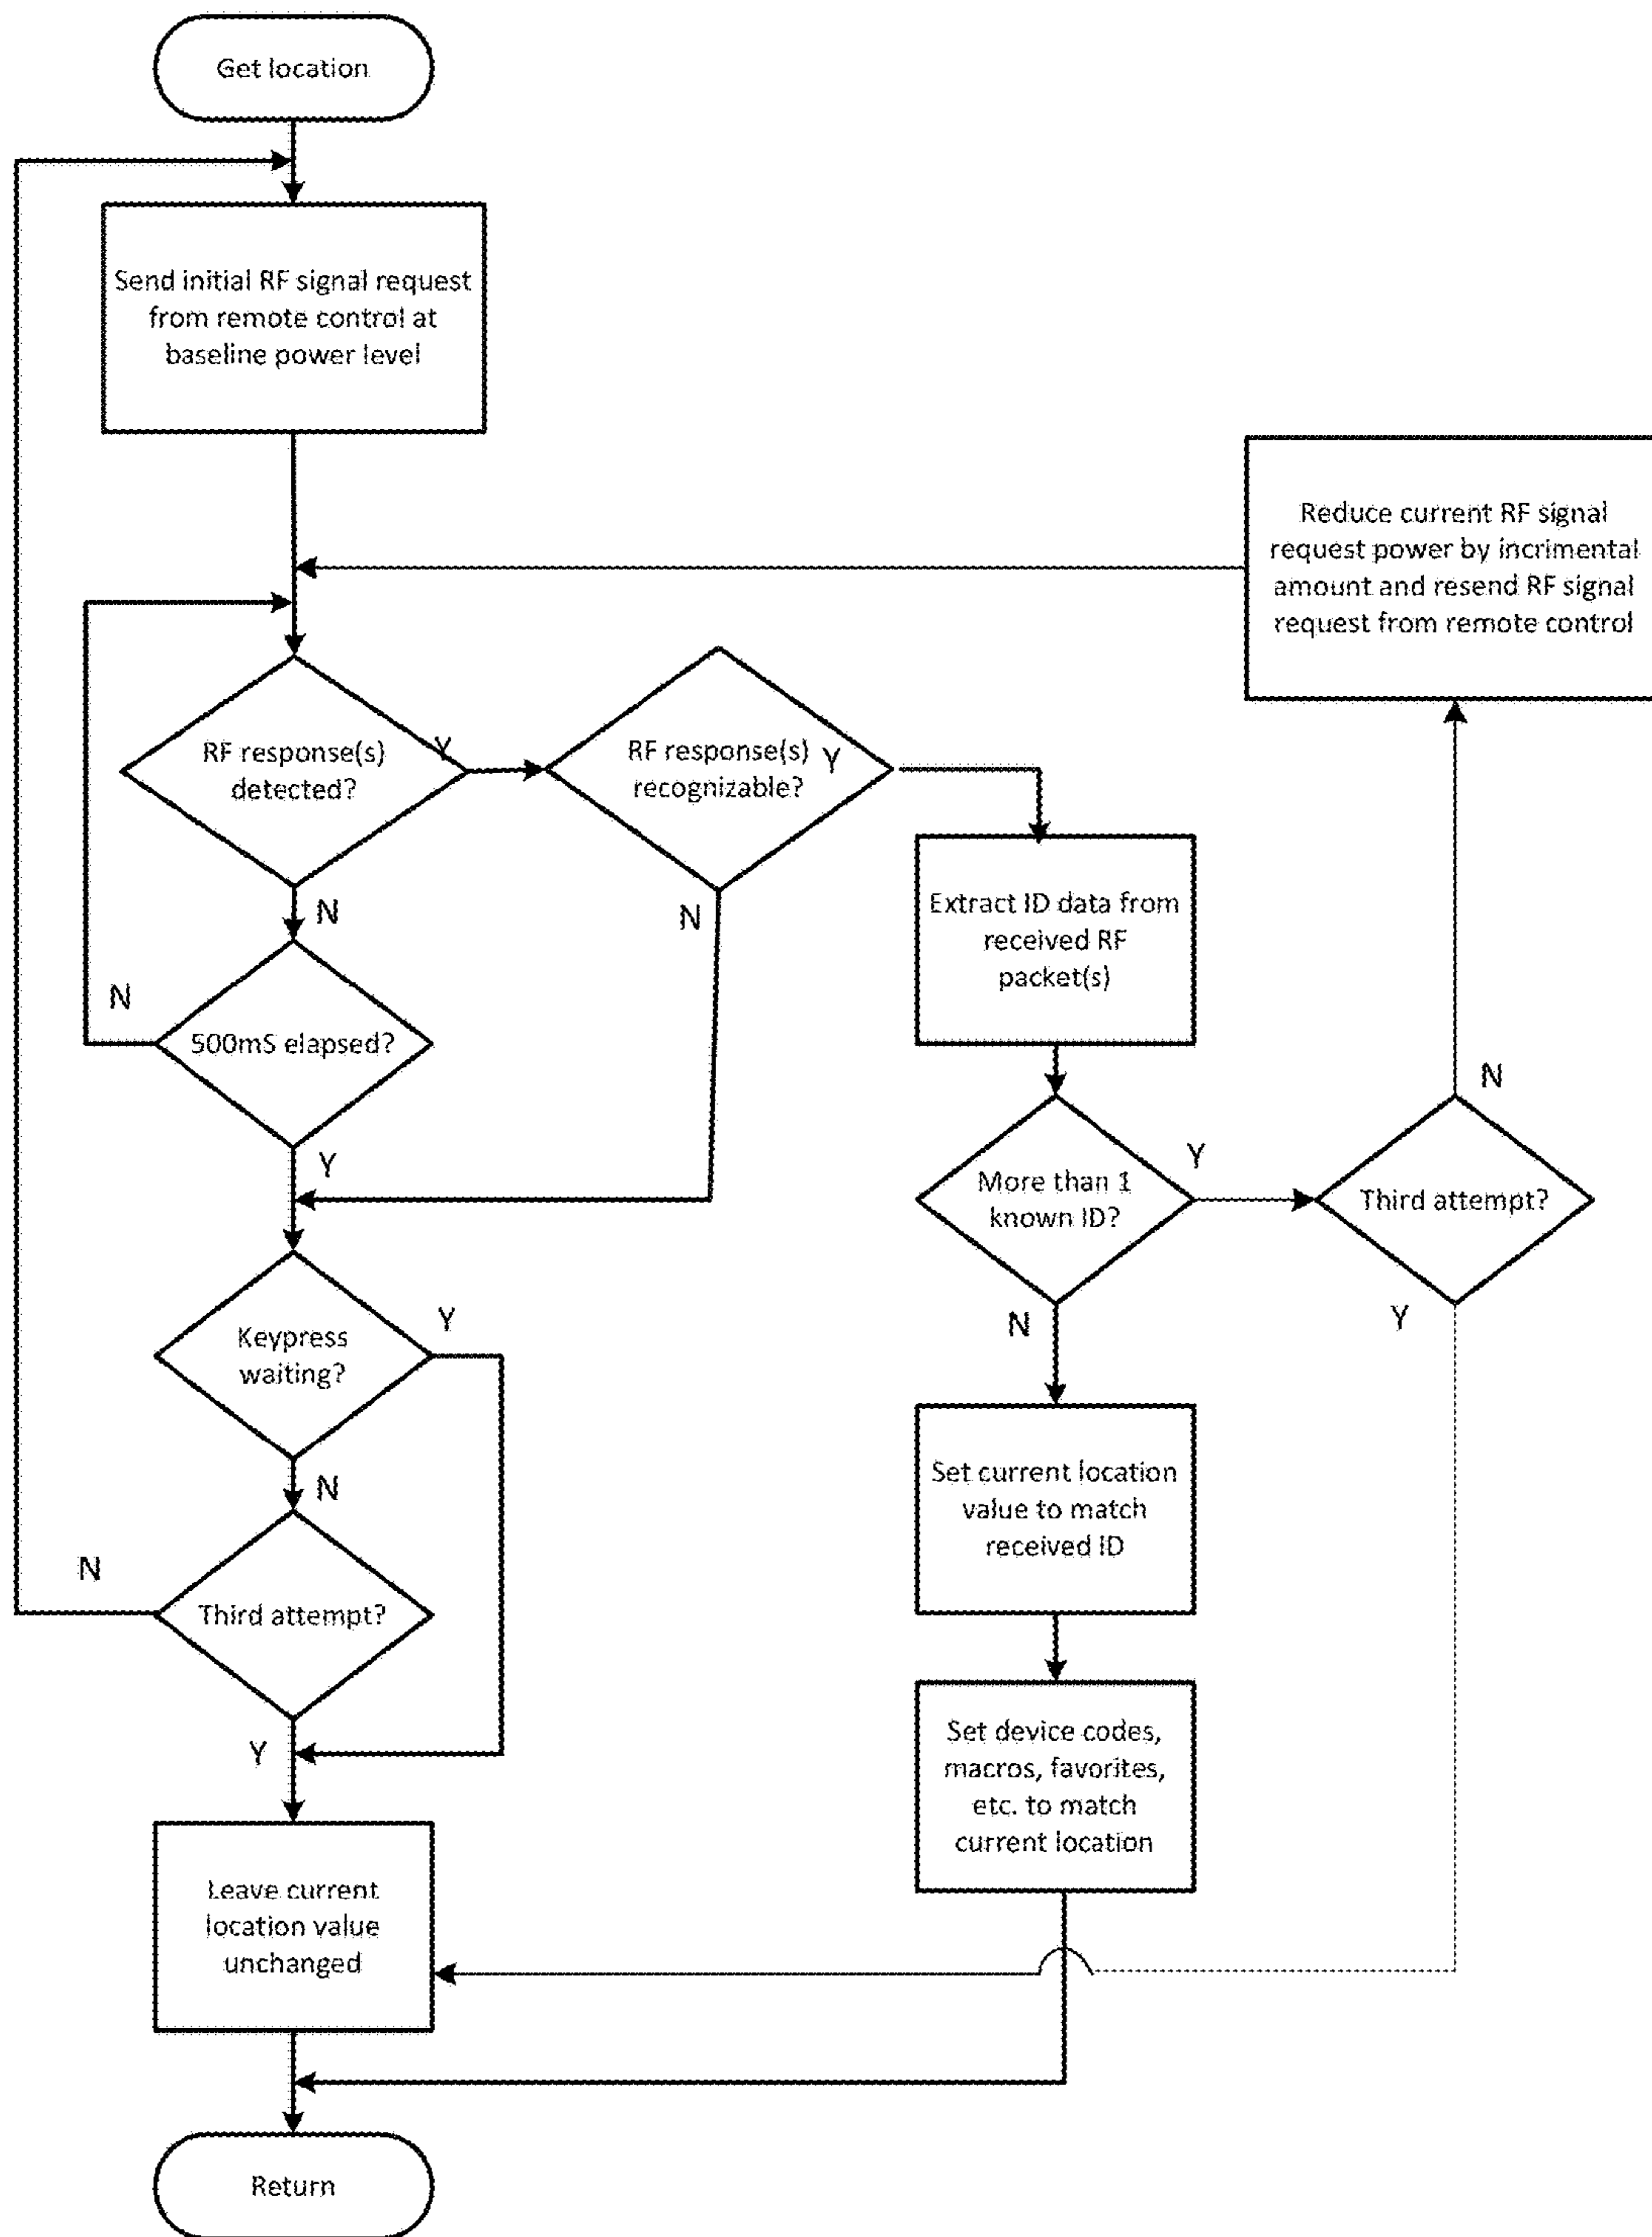 Get location
Send initial RF signal request
from remote control at
baseline power level
Reduce current RF signal
request power by incrimental
amount and resend RF signal
request from remote control
RF response(s)
detected?
Y
RF response(s)
recognizable?
Y
N
N
Extract ID data from
received RF
packet(s)
500mS elapsed?
N
Y
More than 1
known ID?
Y
N
Third attempt?
N
Y
Keypress
waiting?
Y
N
Set current location
value to match
received ID
Third attempt?
N
Y
Set device codes,
macros, favorites,
etc. to match
current location
Leave current
location value
unchanged
Return